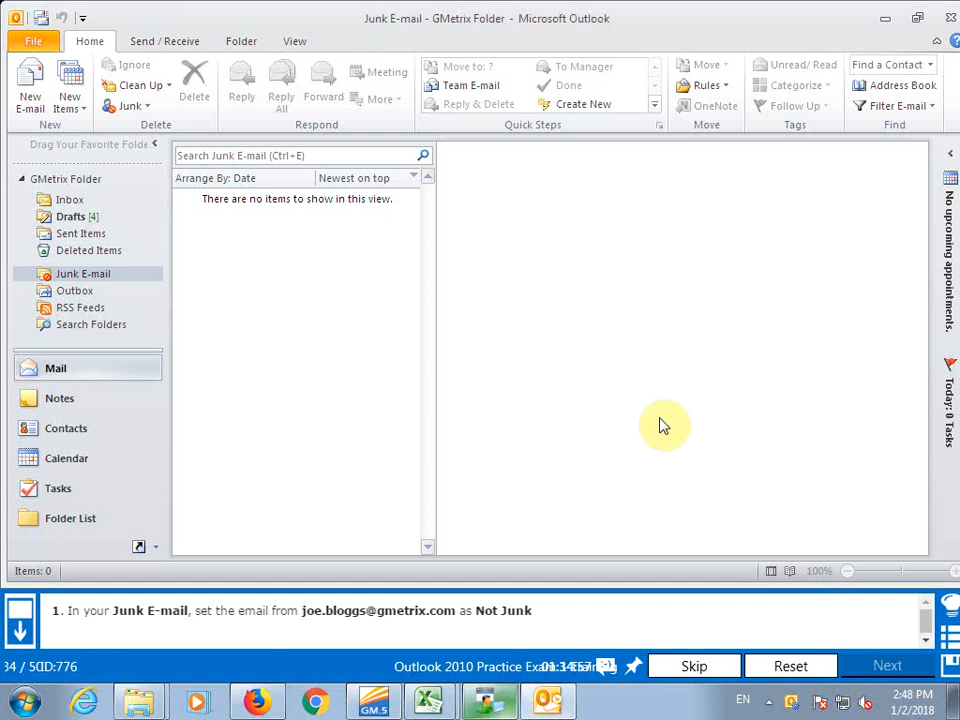 Junk E-mail - GMetrix Folder - Microsoft Outlook
File Home Send / Receive Folder View
New E-mail
New Items
Ignore
Clean Up
Junk
Delete
Reply
Reply All
Forward
Meeting
More
Move to: ?
Team E-mail
Reply & Delete
To Manager
Done
Create New
Move
Rules
OneNote
Unread/ Read
Categorize
Follow Up
Find a Contact
Address Book
Filter E-mail
New Delete Respond Quick Steps Move Tags Find
Drag Your Favorite Folde
GMetrix Folder
Inbox
Drafts [4]
Sent Items
Deleted Items
Junk E-mail
Outbox
RSS Feeds
Search Folders
Mail
Notes
Contacts
Calendar
Tasks
Folder List
Search Junk E-mail (Ctrl+E)
Arrange By: Date Newest on top
There are no items to show in this view.
No upcoming appointments.
Today: 0 Tasks
Items: 0
100%
1. In your Junk E-mail, set the email from joe.bloggs@gmetrix.com as Not Junk
Outlook 2010 Practice Exam
Skip Reset Next
GM.5
EN
2:48 PM
1/2/2018